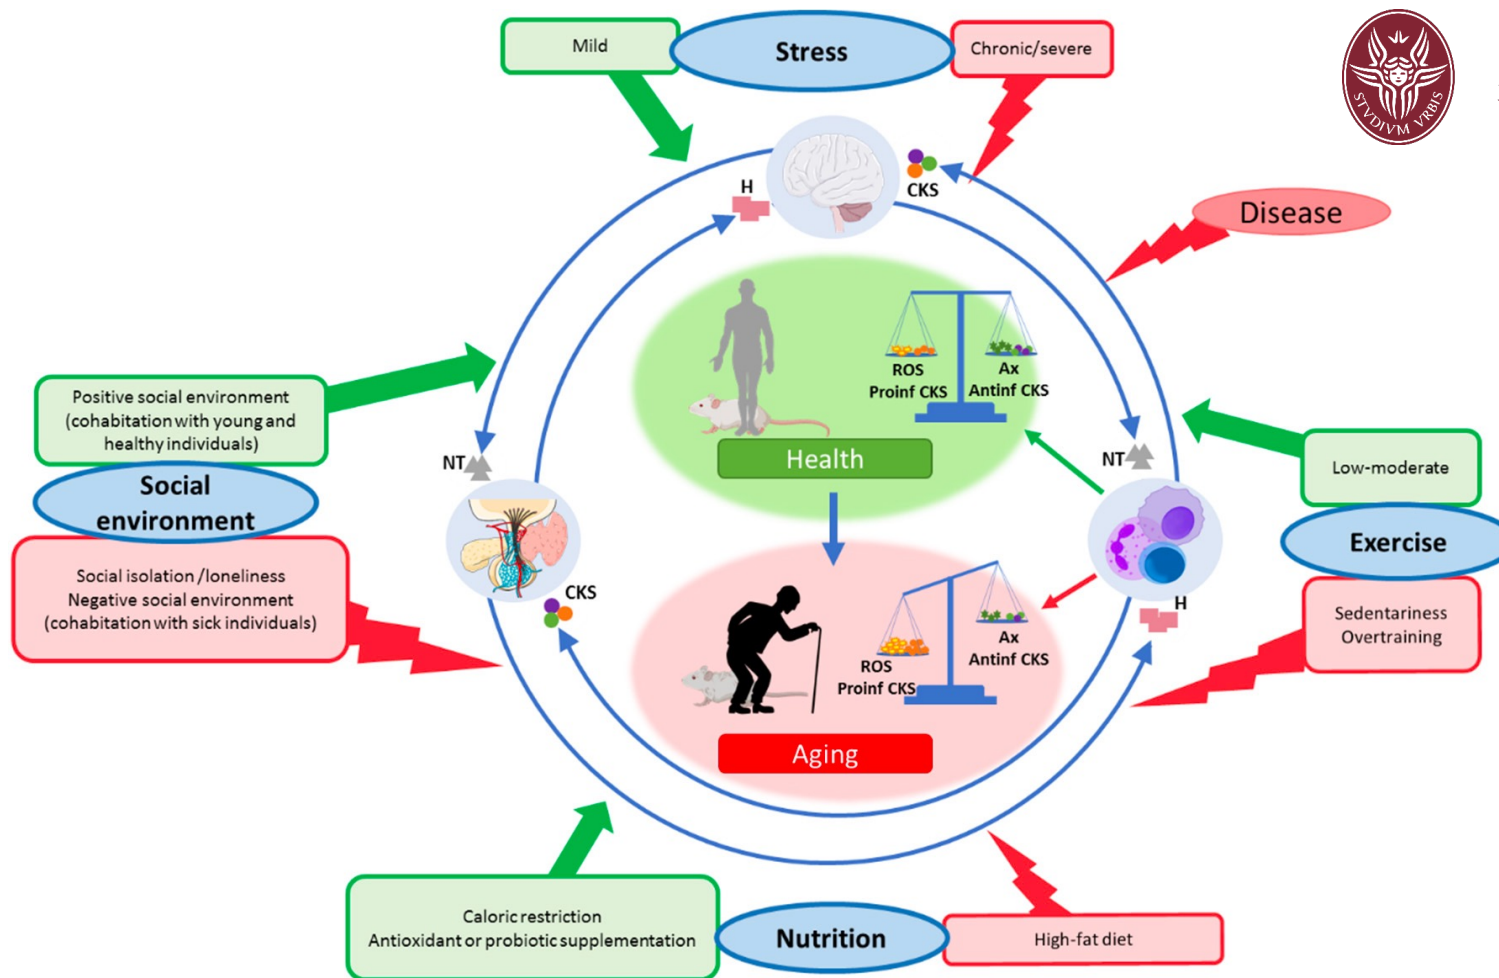 Mild
Stress
Chronic/severe
STVDIVM VRBIS
H
CKS
Disease
ROS
Proinf CKS
Ax
Antinf CKS
Positive social environment
(cohabitation with young and
healthy individuals)
NT
Health
NT
Low-moderate
Social
environment
Exercise
Social isolation /loneliness
Negative social environment
(cohabitation with sick individuals)
CKS
H
Sedentariness
Overtraining
ROS
Proinf CKS
Ax
Antinf CKS
Aging
Caloric restriction
Antioxidant or probiotic supplementation
Nutrition
High-fat diet